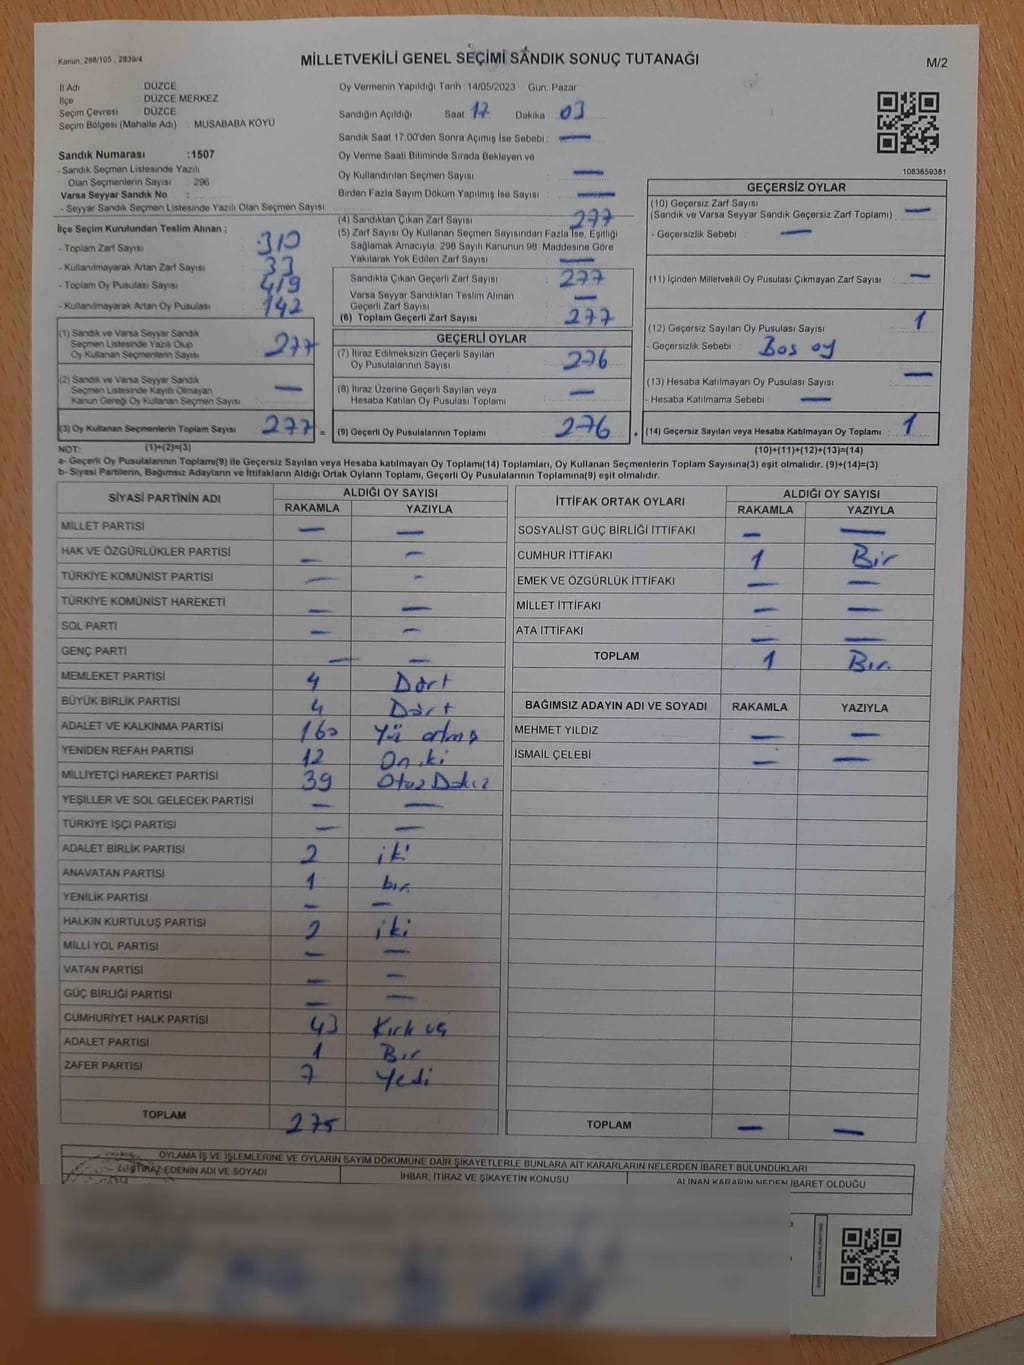 Kanun: 298/105 , 2839/4
MİLLETVEKİLİ GENEL SEÇİMİ SANDIK SONUÇ TUTANAĞI
M/2
İl Adı DÜZCE
İlçe DÜZCE MERKEZ
Seçim Çevresi DÜZCE
Seçim Bölgesi (Mahalle Adı) : MUSABABA KÖYÜ
Sandık Numarası :1507
- Sandık Seçmen Listesinde Yazılı
Olan Seçmenlerin Sayısı : 296
Varsa Seyyar Sandık No :
- Seyyar Sandık Seçmen Listesinde Yazılı Olan Seçmen Sayısı
Oy Vermenin Yapıldığı Tarih :14/05/2023 Gün: Pazar
Sandığın Açıldığı Saat: 17 Dakika : 03
Sandık Saat 17:00'den Sonra Açımış İse Sebebi : —
Oy Verme Saati Bitiminde Sırada Bekleyen ve
Oy Kullandırılan Seçmen Sayısı —
Birden Fazla Sayım Döküm Yapılmış İse Sayısı —
1083659381
İlçe Seçim Kurulundan Teslim Alınan ;
- Toplam Zarf Sayısı 310
- Kullanılmayarak Artan Zarf Sayısı 33
- Toplam Oy Pusulası Sayısı 419
- Kullanılmayarak Artan Oy Pusulası 142
(1) Sandık ve Varsa Seyyar Sandık
Seçmen Listesinde Yazılı Olup
Oy Kullanan Seçmenlerin Sayısı 277
(2) Sandık ve Varsa Seyyar Sandık
Seçmen Listesinde Kayıtlı Olmayan
Kanun Gereği Oy Kullanan Seçmen Sayısı —
(3) Oy Kullanan Seçmenlerin Toplam Sayısı 277 =
(4) Sandıktan Çıkan Zarf Sayısı 277
(5) Zarf Sayısı Oy Kullanan Seçmen Sayısından Fazla İse, Eşitliği
Sağlamak Amacıyla, 298 Sayılı Kanunun 98. Maddesine Göre
Yakılarak Yok Edilen Zarf Sayısı —
Sandıkta Çıkan Geçerli Zarf Sayısı 277
Varsa Seyyar Sandıktan Teslim Alınan
Geçerli Zarf Sayısı —
(6) Toplam Geçerli Zarf Sayısı 277
GEÇERLİ OYLAR
(7) İtiraz Edilmeksizin Geçerli Sayılan
Oy Pusulalarının Sayısı 276
(8) İtiraz Üzerine Geçerli Sayılan veya
Hesaba Katılan Oy Pusulası Toplamı —
(9) Geçerli Oy Pusulalarının Toplamı 276 +
GEÇERSİZ OYLAR
(10) Geçersiz Zarf Sayısı
(Sandık ve Varsa Seyyar Sandık Geçersiz Zarf Toplamı) —
- Geçersizlik Sebebi : —
(11) İçinden Milletvekili Oy Pusulası Çıkmayan Zarf Sayısı —
(12) Geçersiz Sayılan Oy Pusulası Sayısı 1
- Geçersizlik Sebebi : Boş oy
(13) Hesaba Katılmayan Oy Pusulası Sayısı —
- Hesaba Katılmama Sebebi : —
(14) Geçersiz Sayılan veya Hesaba Katılmayan Oy Toplamı 1
NOT: (1)+(2)=(3)
(10)+(11)+(12)+(13)=(14)
a- Geçerli Oy Pusulalarının Toplamı(9) ile Geçersiz Sayılan veya Hesaba katılmayan Oy Toplamı(14) Toplamları, Oy Kullanan Seçmenlerin Toplam Sayısına(3) eşit olmalıdır. (9)+(14)=(3)
b- Siyasi Partilerin, Bağımsız Adayların ve İttifakların Aldığı Ortak Oyların Toplamı, Geçerli Oy Pusulalarının Toplamına(9) eşit olmalıdır.
SİYASİ PARTİNİN ADI ALDIĞI OY SAYISI
RAKAMLA YAZIYLA
MİLLET PARTİSİ — —
HAK VE ÖZGÜRLÜKLER PARTİSİ — —
TÜRKİYE KOMÜNİST PARTİSİ — —
TÜRKİYE KOMÜNİST HAREKETİ — —
SOL PARTİ — —
GENÇ PARTİ — —
MEMLEKET PARTİSİ 4 Dört
BÜYÜK BİRLİK PARTİSİ 4 Dört
ADALET VE KALKINMA PARTİSİ 160 Yüz altmış
YENİDEN REFAH PARTİSİ 12 On iki
MİLLİYETÇİ HAREKET PARTİSİ 39 Otuz Dokuz
YEŞİLLER VE SOL GELECEK PARTİSİ — —
TÜRKİYE İŞÇİ PARTİSİ — —
ADALET BİRLİK PARTİSİ 2 iki
ANAVATAN PARTİSİ 1 bir
YENİLİK PARTİSİ — —
HALKIN KURTULUŞ PARTİSİ 2 iki
MİLLİ YOL PARTİSİ — —
VATAN PARTİSİ — —
GÜÇ BİRLİĞİ PARTİSİ — —
CUMHURİYET HALK PARTİSİ 43 Kırk üç
ADALET PARTİSİ 1 Bir
ZAFER PARTİSİ 7 Yedi
TOPLAM 275
İTTİFAK ORTAK OYLARI ALDIĞI OY SAYISI
RAKAMLA YAZIYLA
SOSYALİST GÜÇ BİRLİĞİ İTTİFAKI — —
CUMHUR İTTİFAKI 1 Bir
EMEK VE ÖZGÜRLÜK İTTİFAKI — —
MİLLET İTTİFAKI — —
ATA İTTİFAKI — —
TOPLAM 1 Bir
BAĞIMSIZ ADAYIN ADI VE SOYADI RAKAMLA YAZIYLA
MEHMET YILDIZ — —
İSMAİL ÇELEBİ — —
TOPLAM — —
OYLAMA İŞ VE İŞLEMLERİNE VE OYLARIN SAYIM DÖKÜMÜNE DAİR ŞİKAYETLERLE BUNLARA AİT KARARLARIN NELERDEN İBARET BULUNDUKLARI
İTİRAZ EDENİN ADI VE SOYADI İHBAR, İTİRAZ VE ŞİKAYETİN KONUSU ALINAN KARARIN NEDEN İBARET OLDUĞU